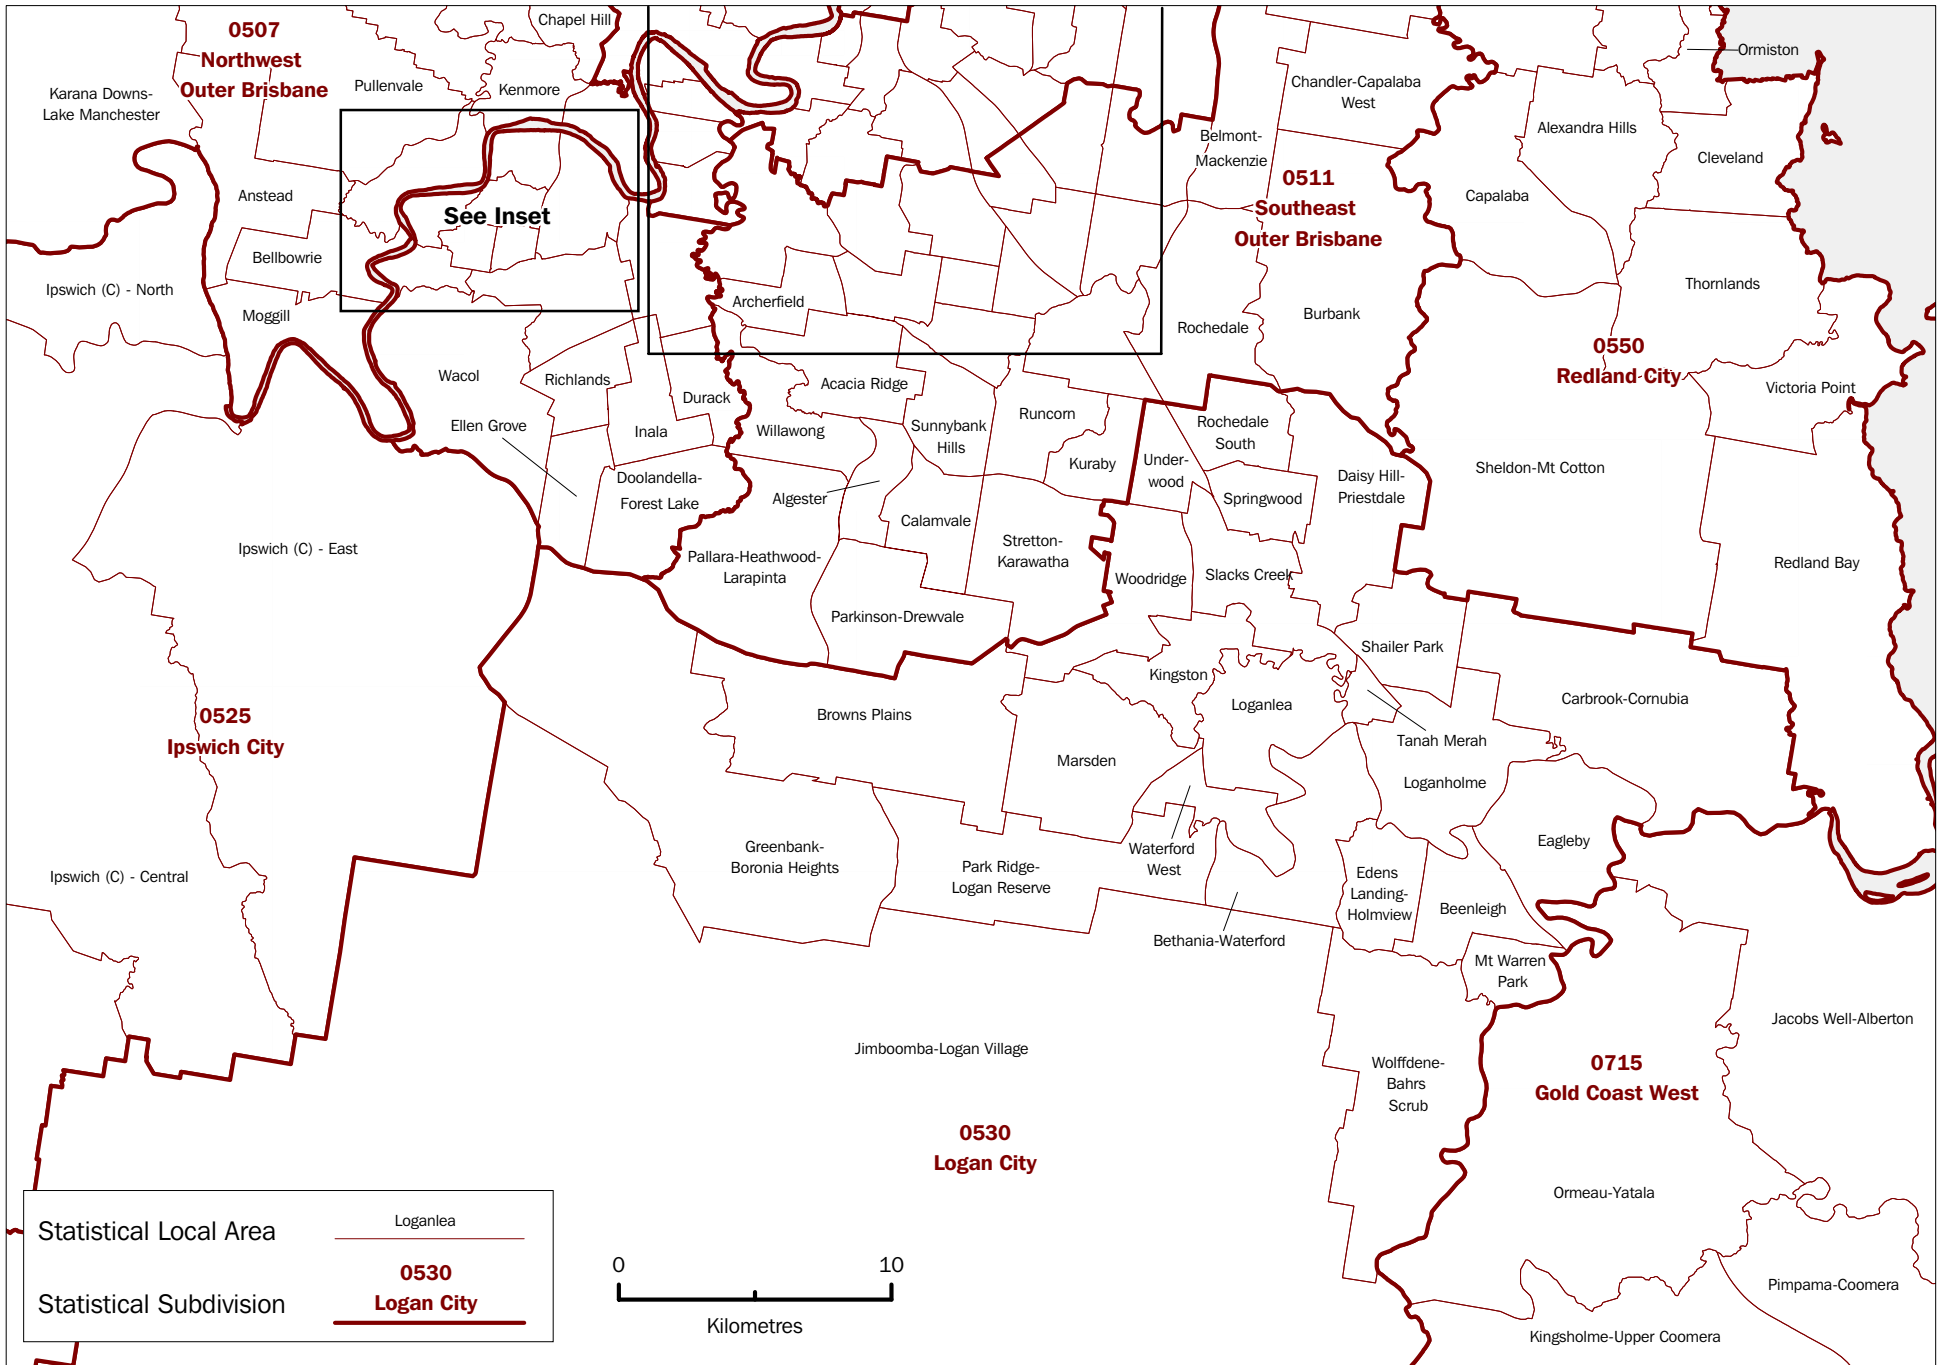 Chapel Hill
0507
Northwest
Outer Brisbane
Ormiston
Pullenvale
Kenmore
Karana Downs-
Lake Manchester
Chandler-Capalaba
West
Alexandra Hills
Belmont-
Mackenzie
Cleveland
0511
Southeast
Outer Brisbane
Anstead
Capalaba
See Inset
Bellbowrie
Ipswich (C) - North
Thornlands
Archerfield
Moggill
Burbank
Rochedale
0550
Redland City
Wacol
Richlands
Acacia Ridge
Victoria Point
Durack
Runcorn
Ellen Grove
Inala
Willawong
Sunnybank
Hills
Rochedale
South
Kuraby
Under-
wood
Sheldon-Mt Cotton
Daisy Hill-
Priestdale
Doolandella-
Forest Lake
Algester
Springwood
Calamvale
Ipswich (C) - East
Stretton-
Karawatha
Pallara-Heathwood-
Larapinta
Redland Bay
Woodridge
Slacks Creek
Parkinson-Drewvale
Shailer Park
Kingston
Loganlea
Carbrook-Cornubia
0525
Ipswich City
Browns Plains
Tanah Merah
Marsden
Loganholme
Eagleby
Greenbank-
Boronia Heights
Waterford
West
Park Ridge-
Logan Reserve
Edens
Landing-
Holmview
Ipswich (C) - Central
Beenleigh
Bethania-Waterford
Mt Warren
Park
Jacobs Well-Alberton
Jimboomba-Logan Village
Wolffdene-
Bahrs
Scrub
0715
Gold Coast West
0530
Logan City
Ormeau-Yatala
Statistical Local Area
Loganlea
0530
Logan City
Statistical Subdivision
0 10
Kilometres
Pimpama-Coomera
Kingsholme-Upper Coomera